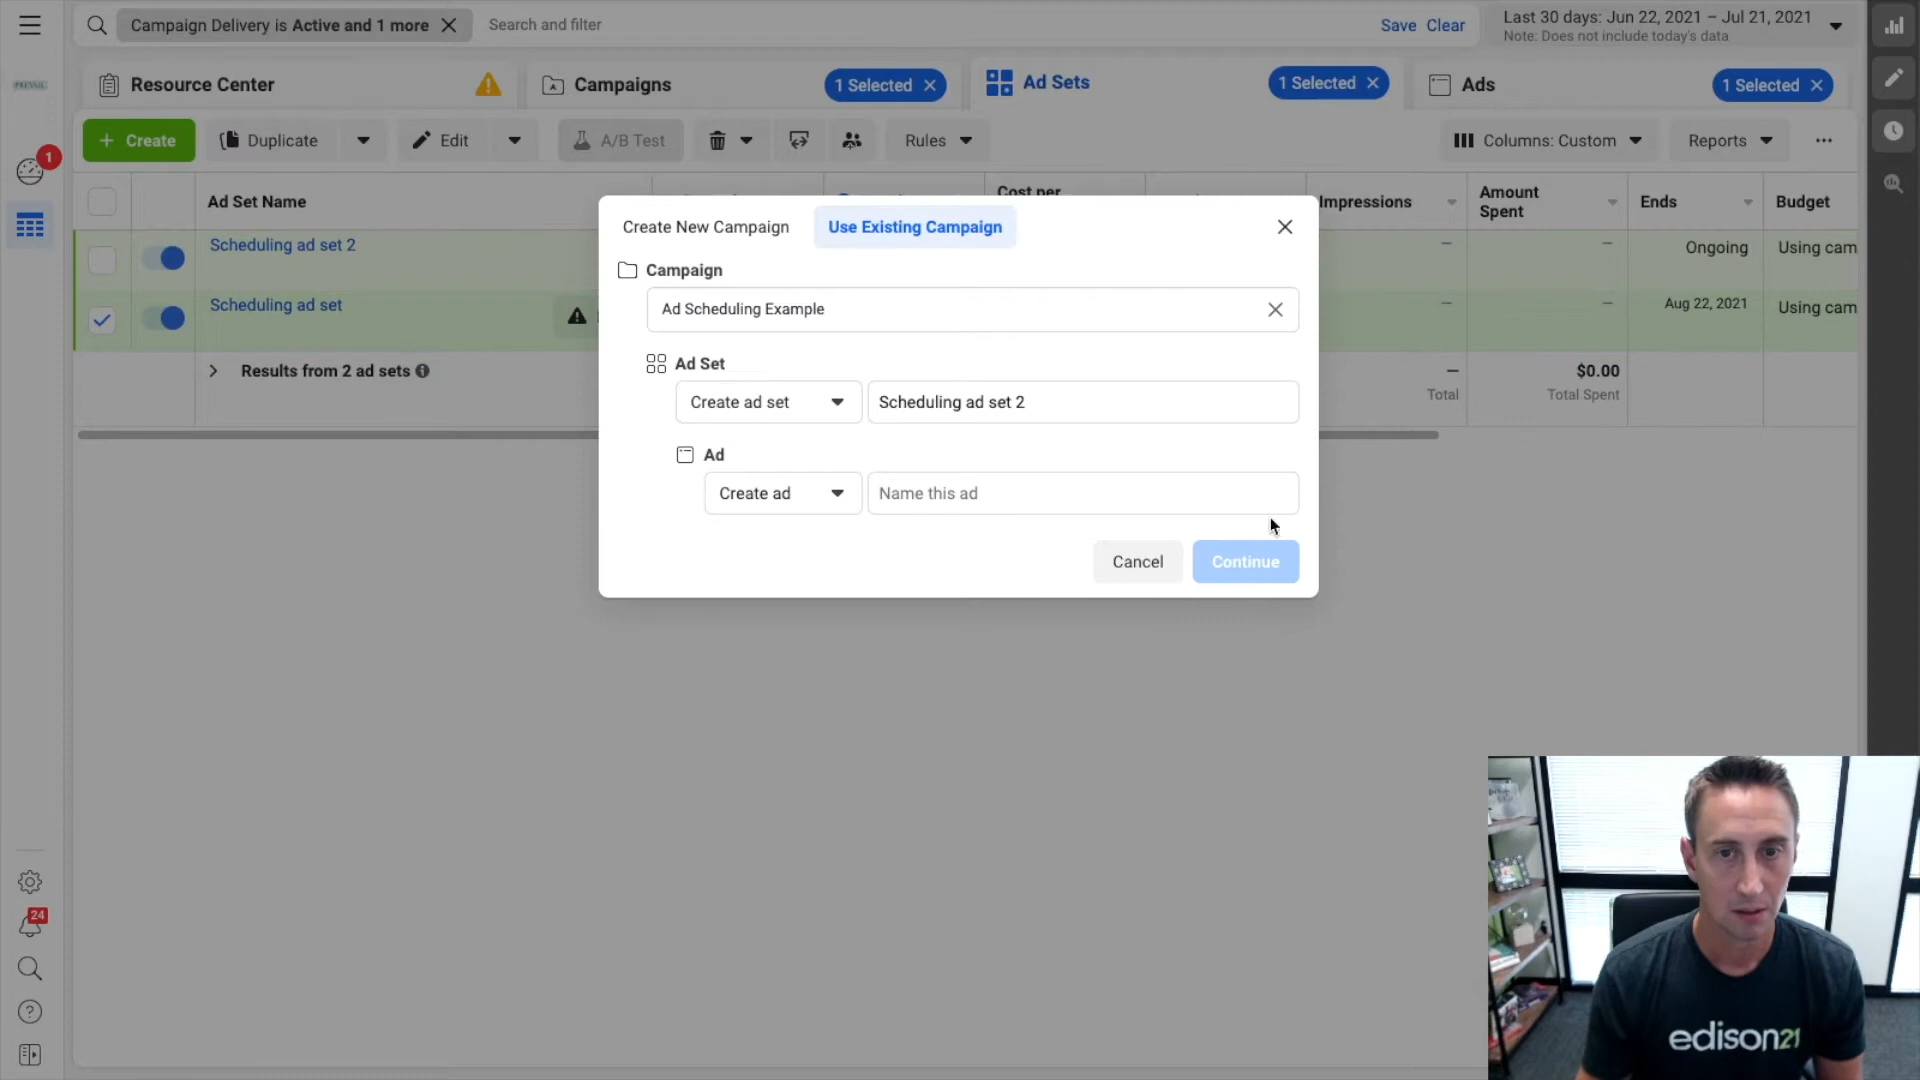 Campaign Delivery is Active and 1 more
Search and filter
Save Clear
Last 30 days: Jun 22, 2021 – Jul 21, 2021
Note: Does not include today's data
PREVAIL
Resource Center
Campaigns
1 Selected
Ad Sets
1 Selected
Ads
1 Selected
+ Create
Duplicate
Edit
A/B Test
Rules
Columns: Custom
Reports
1
Ad Set Name
Cost per
Impressions
Amount
Spent
Ends
Budget
Scheduling ad set 2
Ongoing
Using cam
Scheduling ad set
Aug 22, 2021
Using cam
Results from 2 ad sets
Total
$0.00
Total Spent
Create New Campaign
Use Existing Campaign
Campaign
Ad Scheduling Example
Ad Set
Create ad set
Scheduling ad set 2
Ad
Create ad
Name this ad
Cancel
Continue
24
edison21